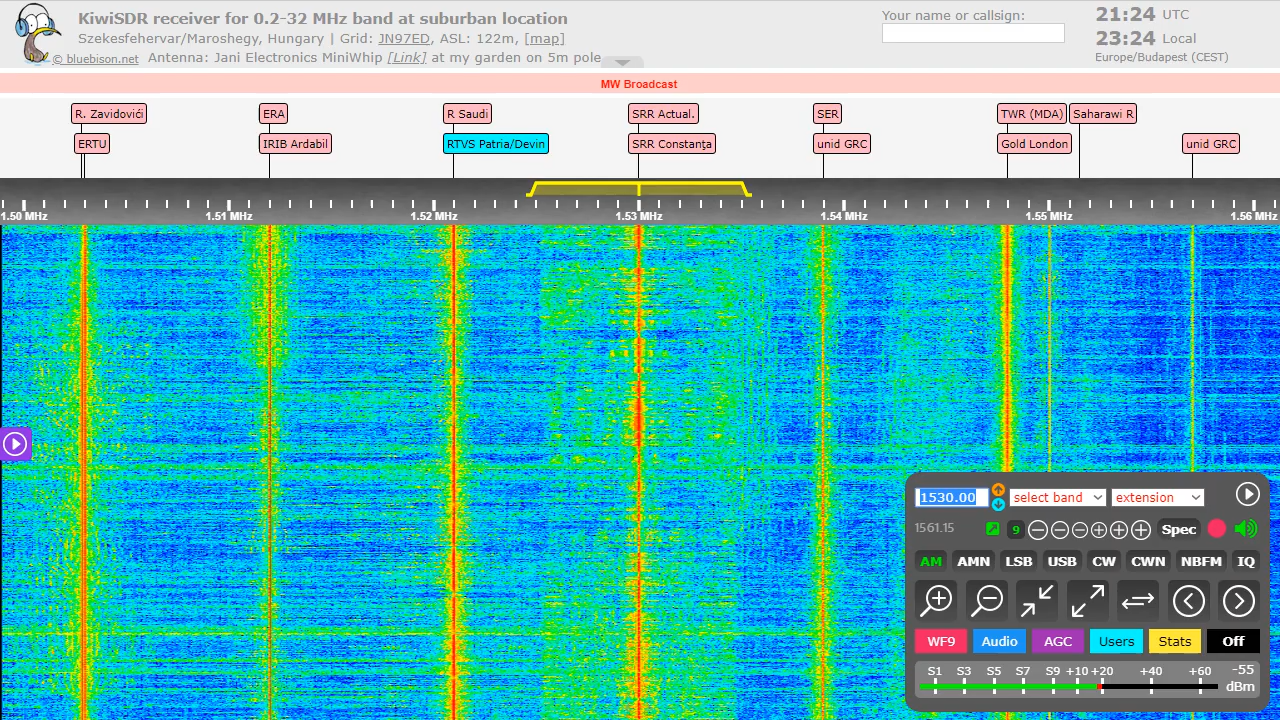 KiwiSDR receiver for 0.2-32 MHz band at suburban location
Szekesfehervar/Maroshegy, Hungary | Grid: JN97ED, ASL: 122m, [map]
© bluebison.net Antenna: Jani Electronics MiniWhip [Link] at my garden on 5m pole
Your name or callsign:
21:24 UTC
23:24 Local
Europe/Budapest (CEST)
MW Broadcast
R. Zavidovići ERA R Saudi SRR Actual. SER TWR (MDA) Saharawi R
ERTU IRIB Ardabil RTVS Patria/Devin SRR Constanţa unid GRC Gold London unid GRC
1.50 MHz 1.51 MHz 1.52 MHz 1.53 MHz 1.54 MHz 1.55 MHz 1.56 MHz
1530.00 select band extension
1561.15 9 Spec
AM AMN LSB USB CW CWN NBFM IQ
WF9 Audio AGC Users Stats Off
S1 S3 S5 S7 S9 +10 +20 +40 +60 -55
dBm